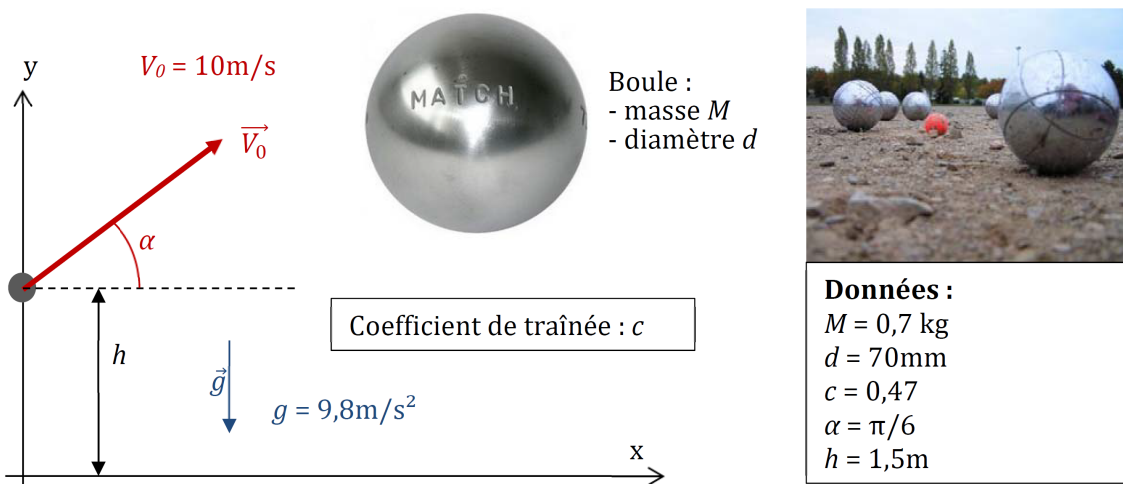 y
V₀ = 10m/s
V₀
α
h
g
g = 9,8m/s²
x
MATCH
Boule :
- masse M
- diamètre d
Coefficient de traînée : c
Données :
M = 0,7 kg
d = 70mm
c = 0,47
α = π/6
h = 1,5m